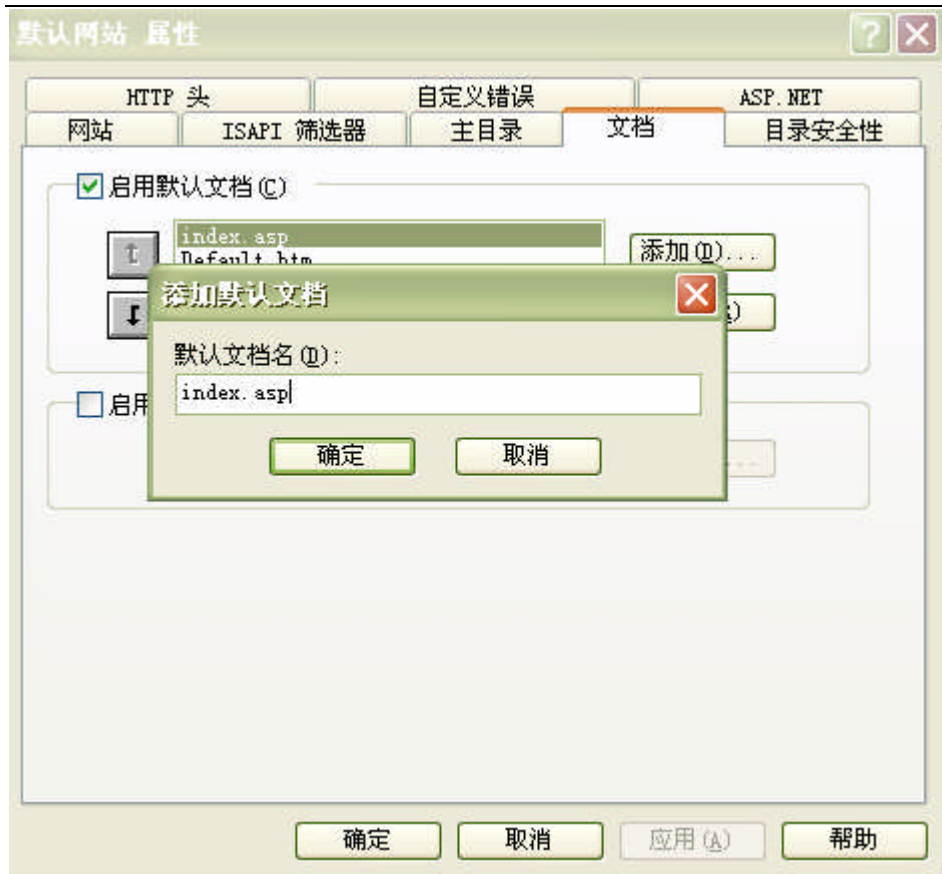 默认网站 属性
HTTP 头 自定义错误 ASP.NET
网站 ISAPI 筛选器 主目录 文档 目录安全性
启用默认文档(C)
index.asp
Default.htm
添加(D)...
添加默认文档
默认文档名(D):
index.asp
启用
确定 取消
确定 取消 应用(A) 帮助